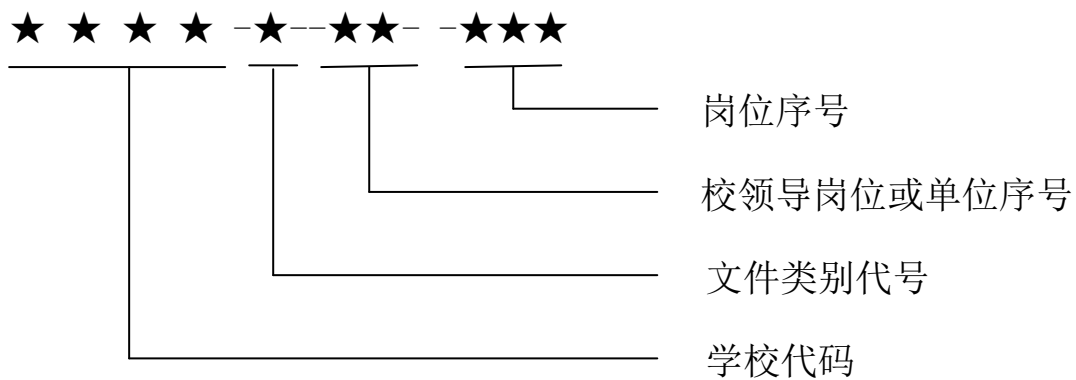 ★ ★ ★ ★ -★--★★- -★★★
岗位序号
校领导岗位或单位序号
文件类别代号
学校代码